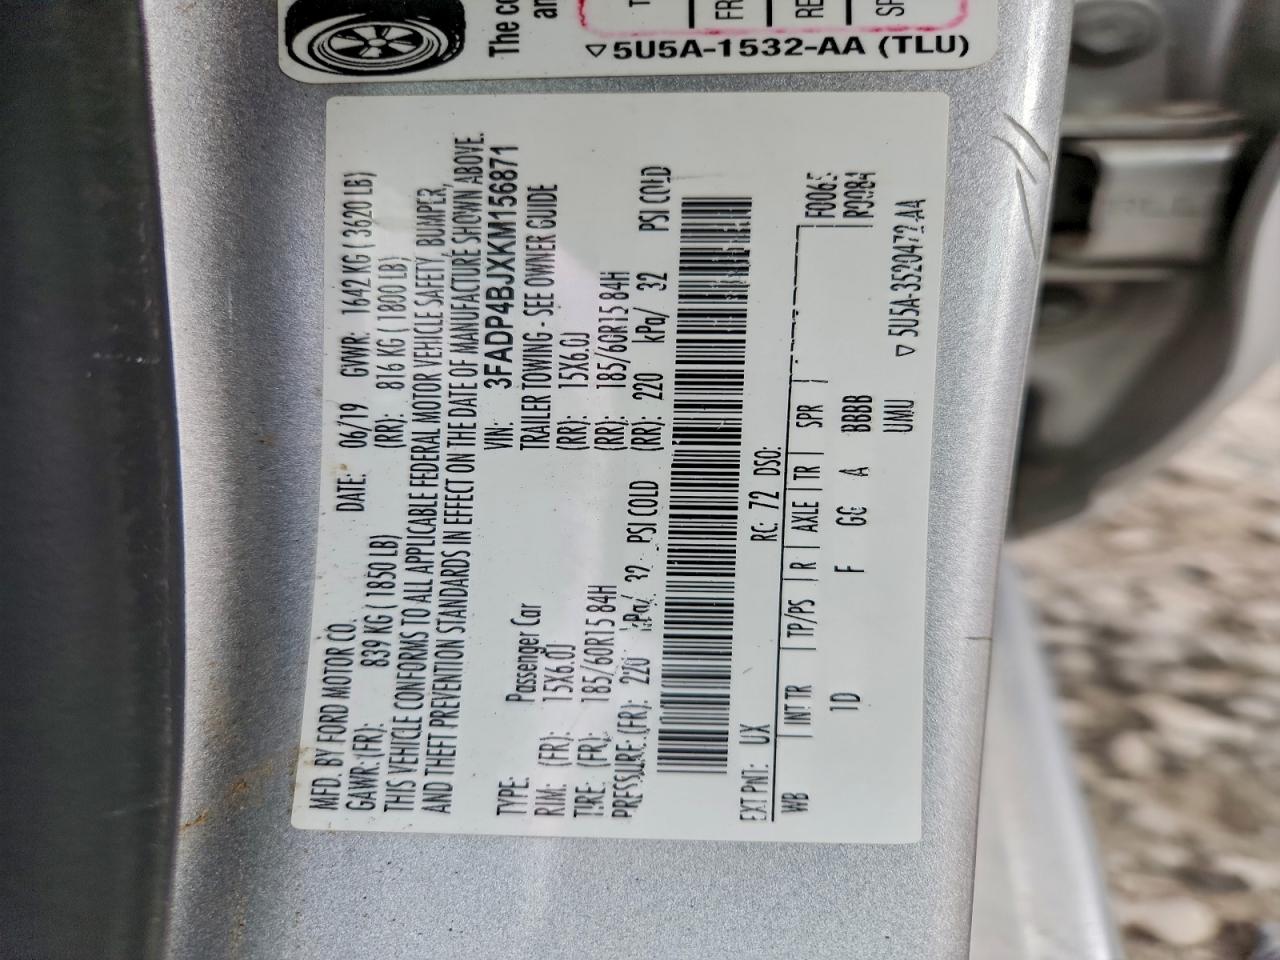 The co
an
T
FR
RE
SP
▽5U5A-1532-AA (TLU)
MFD. BY FORD MOTOR CO.
DATE: 06/19 GVWR: 1642 KG ( 3620 LB)
GAWR: (FR): 839 KG ( 1850 LB) (RR): 816 KG ( 1800 LB)
THIS VEHICLE CONFORMS TO ALL APPLICABLE FEDERAL MOTOR VEHICLE SAFETY, BUMPER,
AND THEFT PREVENTION STANDARDS IN EFFECT ON THE DATE OF MANUFACTURE SHOWN ABOVE.
VIN: 3FADP4BJXKM156871
TYPE: Passenger Car TRAILER TOWING - SEE OWNER GUIDE
RIM: (FR): 15X6.0J (RR): 15X6.0J
TIRE: (FR): 185/60R15 84H (RR): 185/60R15 84H
PRESSURE: (FR): 220 kPa/ 32 PSI COLD (RR): 220 kPa/ 32 PSI COLD
EXT PNT: UX RC: 72 DSO:
WB INT TR TP/PS R AXLE TR SPR F0065
1D F GG A BBBB R9084
UMU ▽ 5U5A-3520472 AA